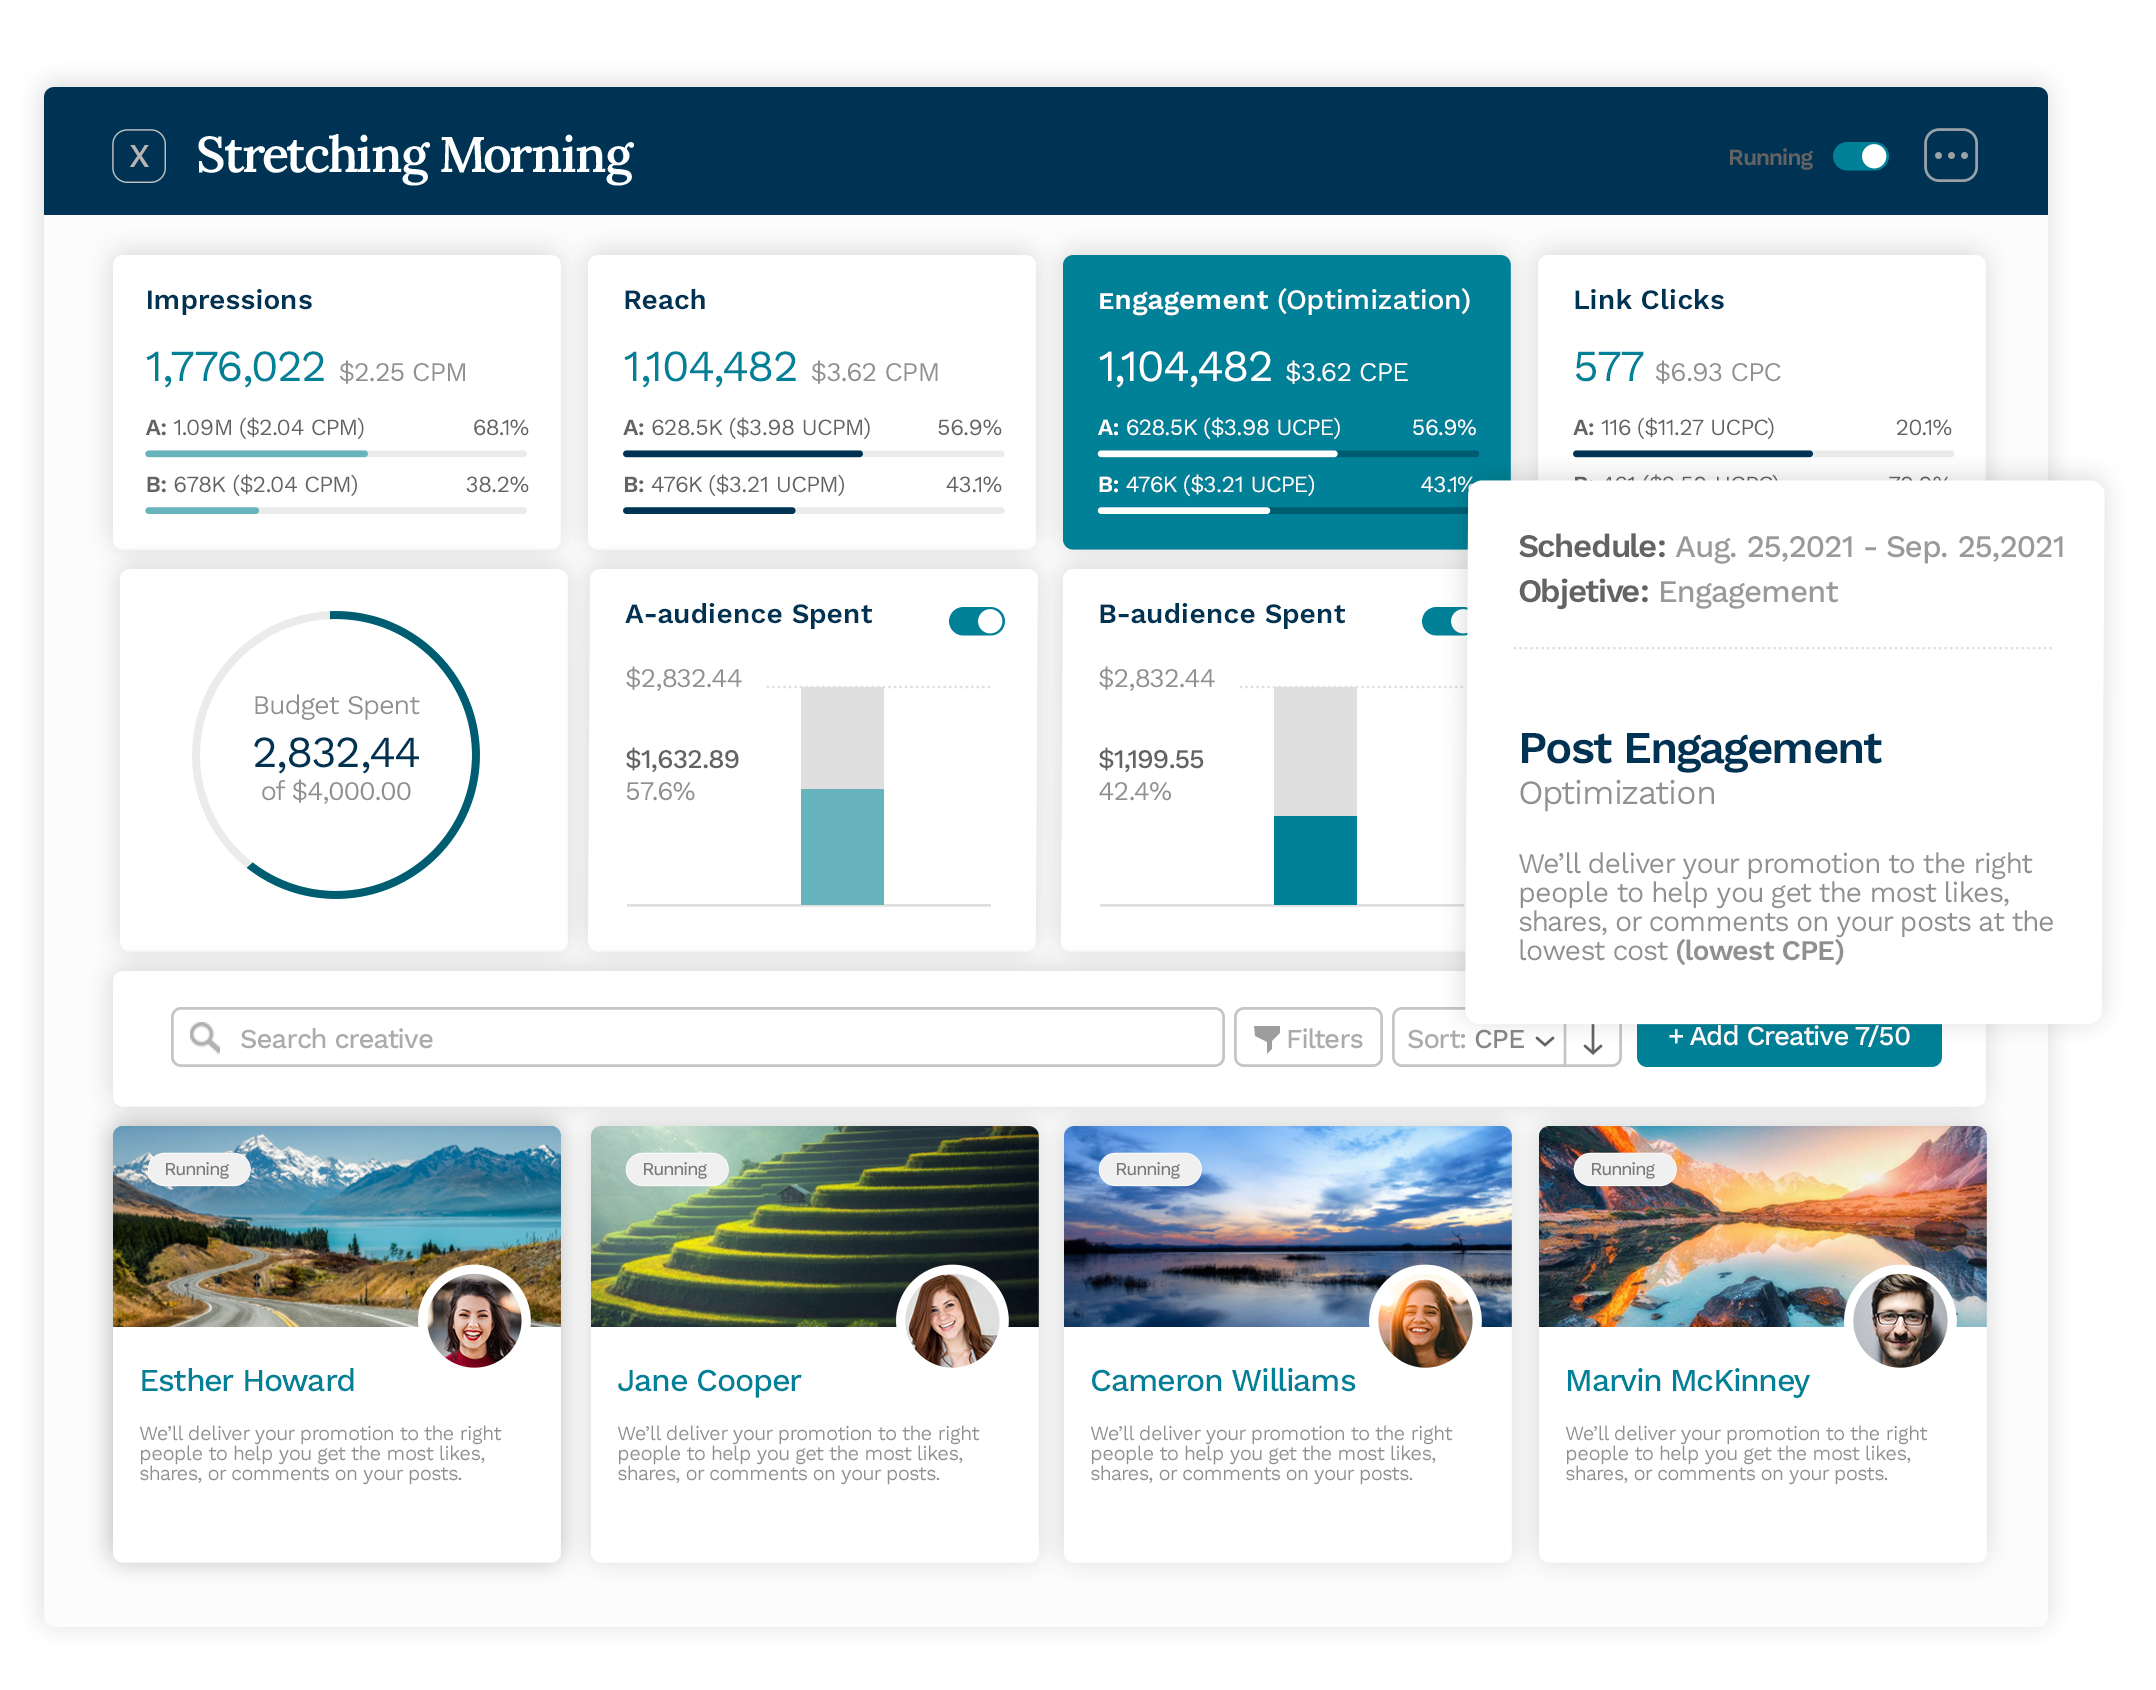 X Stretching Morning
Running
Impressions
1,776,022 $2.25 CPM
A: 1.09M ($2.04 CPM) 68.1%
B: 678K ($2.04 CPM) 38.2%
Reach
1,104,482 $3.62 CPM
A: 628.5K ($3.98 UCPM) 56.9%
B: 476K ($3.21 UCPM) 43.1%
Engagement (Optimization)
1,104,482 $3.62 CPE
A: 628.5K ($3.98 UCPE) 56.9%
B: 476K ($3.21 UCPE) 43.1%
Link Clicks
577 $6.93 CPC
A: 116 ($11.27 UCPC) 20.1%
Schedule: Aug. 25,2021 - Sep. 25,2021
Objetive: Engagement
Post Engagement
Optimization
We’ll deliver your promotion to the right
people to help you get the most likes,
shares, or comments on your posts at the
lowest cost (lowest CPE)
Budget Spent
2,832,44
of $4,000.00
A-audience Spent
$2,832.44
$1,632.89
57.6%
B-audience Spent
$2,832.44
$1,199.55
42.4%
Search creative
Filters
Sort: CPE
+ Add Creative 7/50
Running
Esther Howard
We’ll deliver your promotion to the right
people to help you get the most likes,
shares, or comments on your posts.
Running
Jane Cooper
We’ll deliver your promotion to the right
people to help you get the most likes,
shares, or comments on your posts.
Running
Cameron Williams
We’ll deliver your promotion to the right
people to help you get the most likes,
shares, or comments on your posts.
Running
Marvin McKinney
We’ll deliver your promotion to the right
people to help you get the most likes,
shares, or comments on your posts.